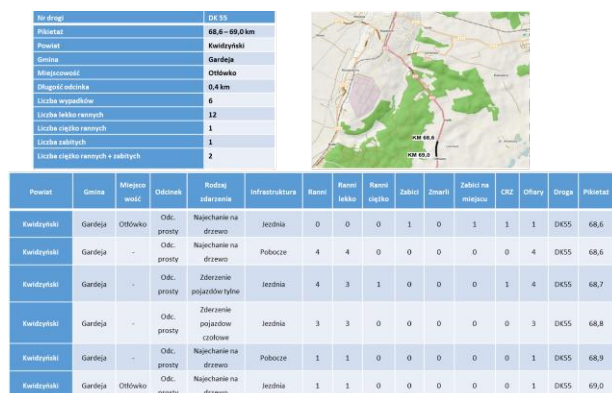 Nr drogi DK 55
Pikietaż 68,6 – 69,0 km
Powiat Kwidzyński
Gmina Gardeja
Miejscowość Otłówko
Długość odcinka 0,4 km
Liczba wypadków 6
Liczba lekko rannych 12
Liczba ciężko rannych 1
Liczba zabitych 1
Liczba ciężko rannych + zabitych 2
KM 68,6
KM 69,0
Powiat Gmina Miejsco wość Odcinek Rodzaj zdarzenia Infrastruktura Ranni Ranni lekko Ranni ciężko Zabici Zmarli Zabici na miejscu CRZ Ofiary Droga Pikietaż
Kwidzyński Gardeja Otłówko Odc. prosty Najechanie na drzewo Jezdnia 0 0 0 1 0 1 1 1 DK55 68,6
Kwidzyński Gardeja - Odc. prosty Najechanie na drzewo Pobocze 4 4 0 0 0 0 0 4 DK55 68,6
Kwidzyński Gardeja - Odc. prosty Zderzenie pojazdów tylne Jezdnia 4 3 1 0 0 0 1 4 DK55 68,7
Kwidzyński Gardeja - Odc. prosty Zderzenie pojazdow czołowe Jezdnia 3 3 0 0 0 0 0 3 DK55 68,8
Kwidzyński Gardeja - Odc. prosty Najechanie na drzewo Pobocze 1 1 0 0 0 0 0 1 DK55 68,9
Kwidzyński Gardeja Otłówko Odc. prosty Najechanie na drzewo Jezdnia 1 1 0 0 0 0 0 1 DK55 69,0